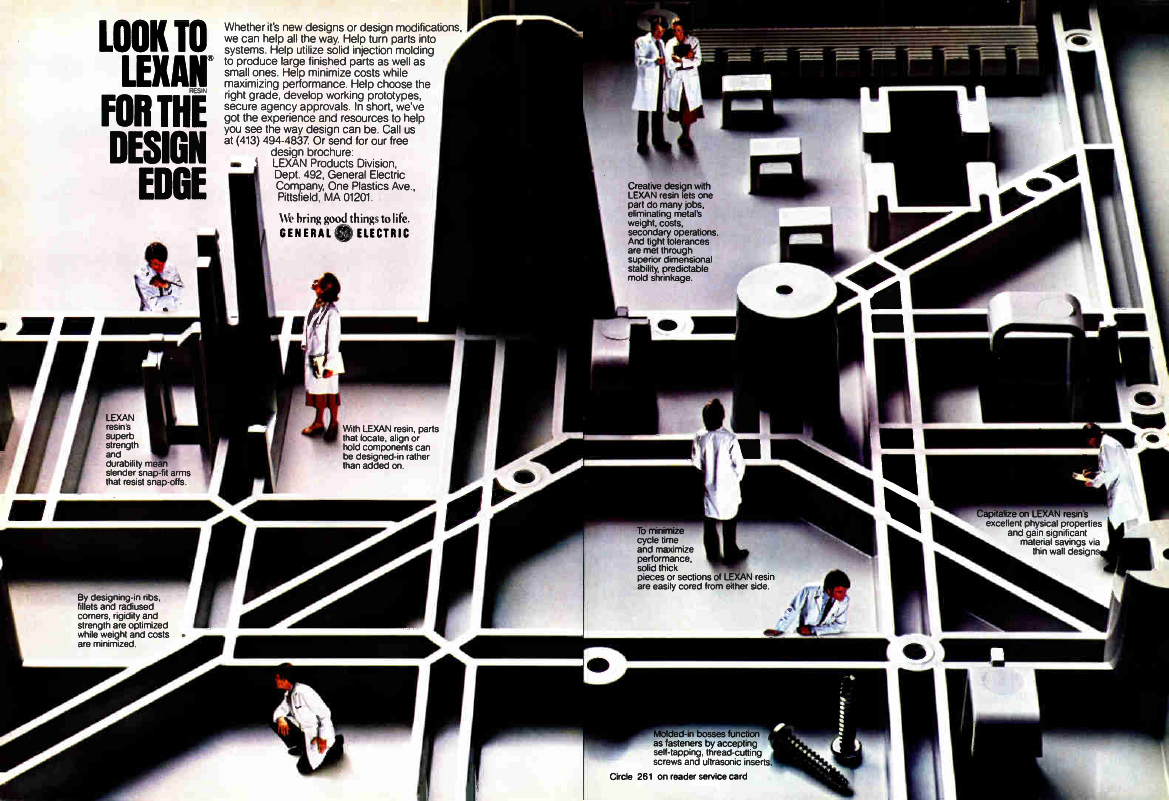 LOOK TO
LEXAN®
RESIN
FOR THE
DESIGN
EDGE
Whether it's new designs or design modifications,
we can help all the way. Help turn parts into
systems. Help utilize solid injection molding
to produce large finished parts as well as
small ones. Help minimize costs while
maximizing performance. Help choose the
right grade, develop working prototypes,
secure agency approvals. In short, we've
got the experience and resources to help
you see the way design can be. Call us
at (413) 494-4837. Or send for our free
design brochure:
LEXAN Products Division,
Dept. 492, General Electric
Company, One Plastics Ave.,
Pittsfield, MA 01201.
We bring good things to life.
GENERAL GE ELECTRIC
Creative design with
LEXAN resin lets one
part do many jobs,
eliminating metal's
weight, costs,
secondary operations.
And tight tolerances
are met through
superior dimensional
stability, predictable
mold shrinkage.
LEXAN
resin's
superb
strength
and
durability mean
slender snap-fit arms
that resist snap-offs.
With LEXAN resin, parts
that locate, align or
hold components can
be designed-in rather
than added on.
To minimize
cycle time
and maximize
performance,
solid thick
pieces or sections of LEXAN resin
are easily cored from either side.
Capitalize on LEXAN resin's
excellent physical properties
and gain significant
material savings via
thin wall designs.
By designing-in ribs,
fillets and radiused
corners, rigidity and
strength are optimized
while weight and costs
are minimized.
Molded-in bosses function
as fasteners by accepting
self-tapping, thread-cutting
screws and ultrasonic inserts.
Circle 261 on reader service card